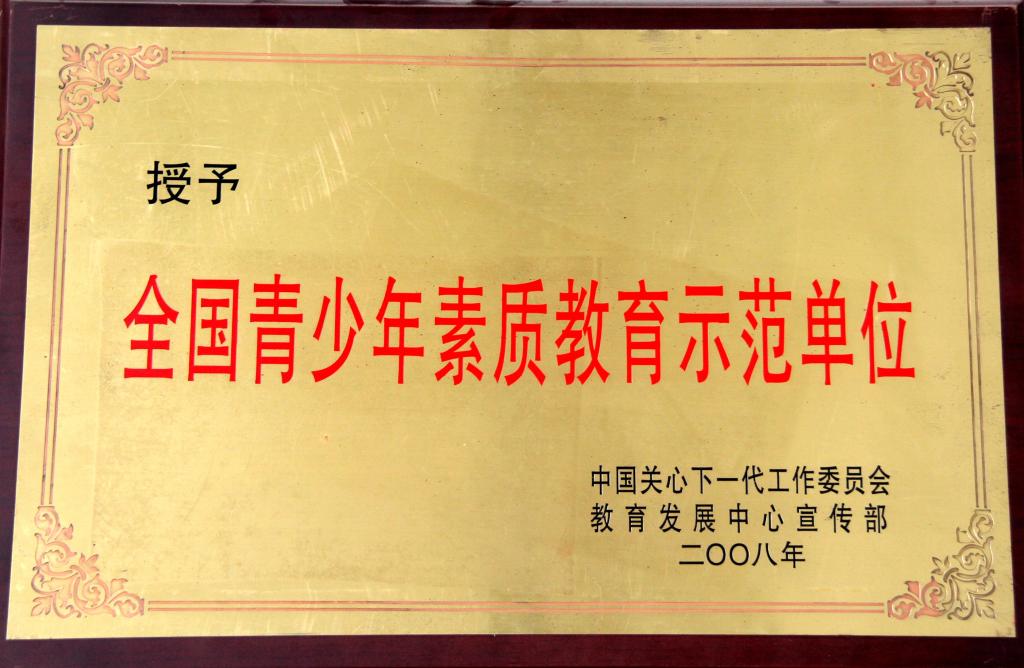 授予
全国青少年素质教育示范单位
中国关心下一代工作委员会
教育发展中心宣传部
二〇〇八年